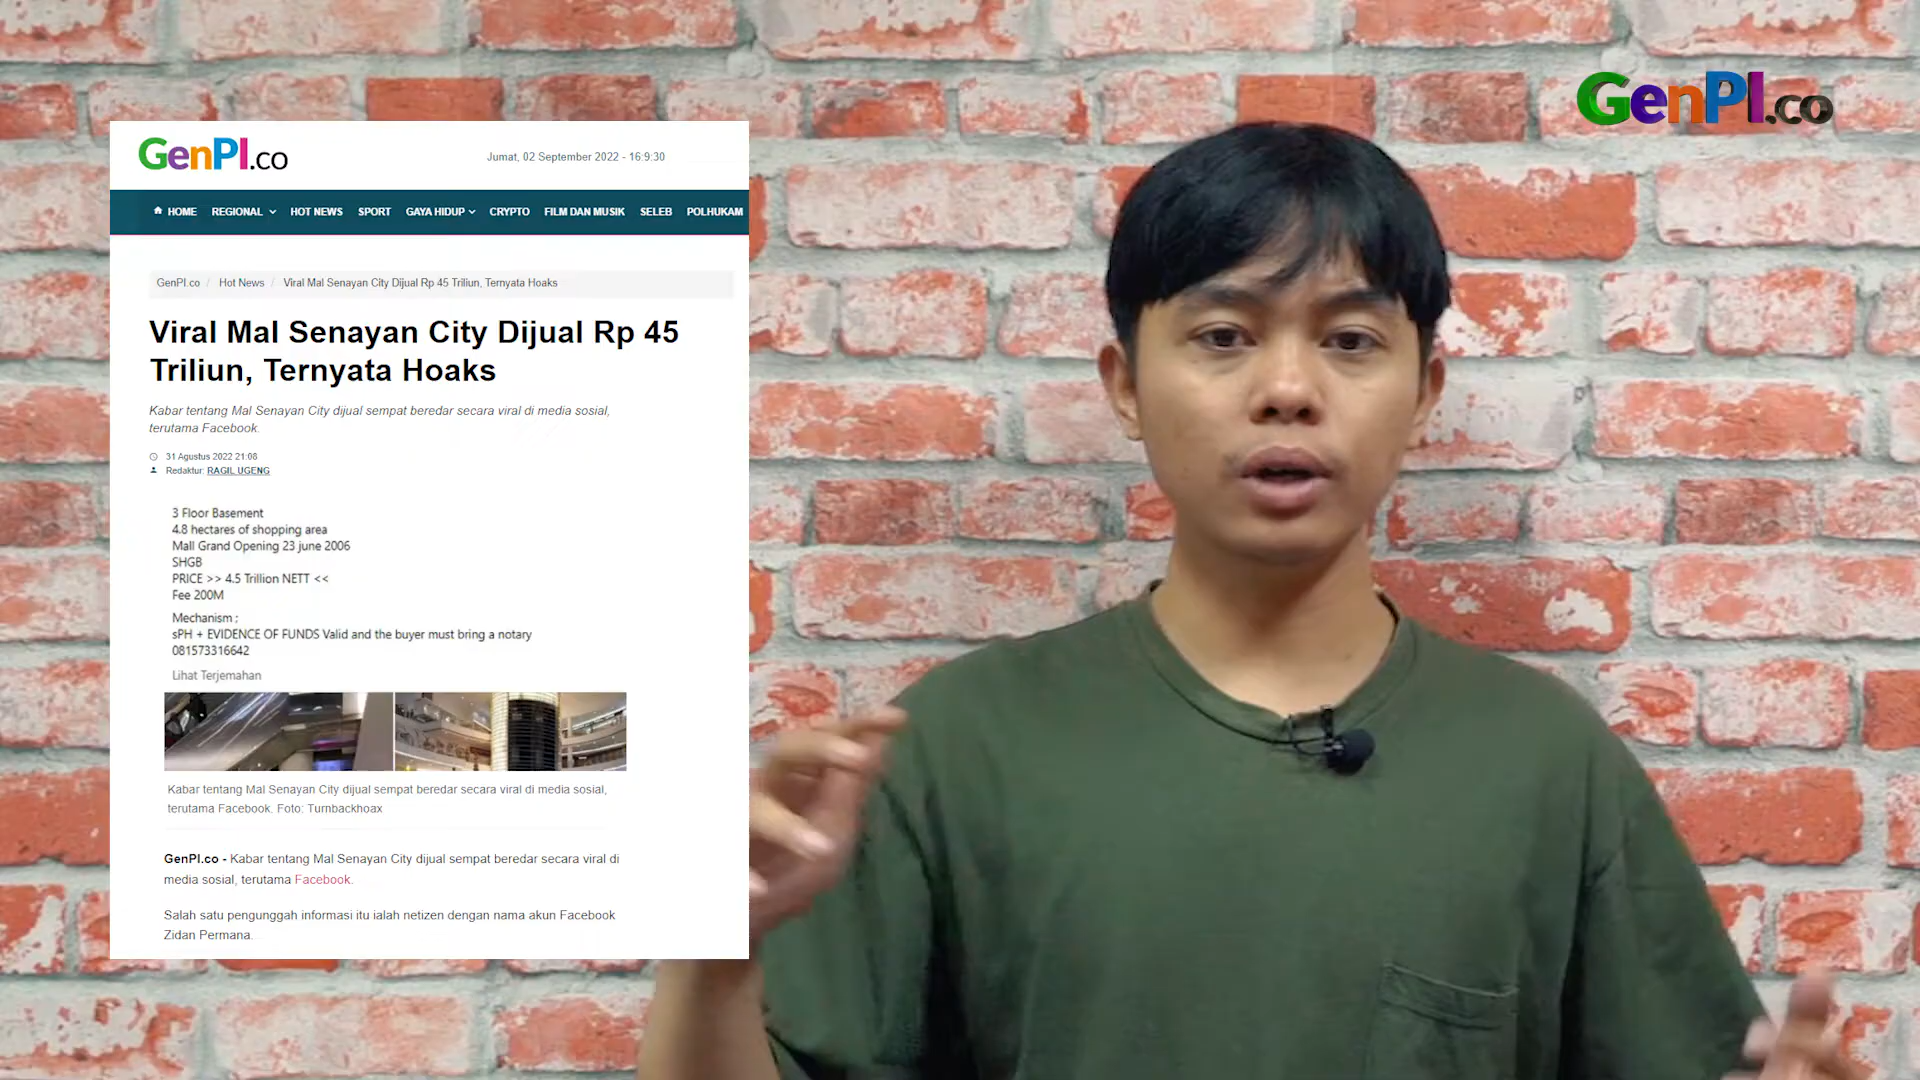 GenPI.co
GenPI.co
Jumat, 02 September 2022 - 16:9:30
HOME REGIONAL HOT NEWS SPORT GAYA HIDUP CRYPTO FILM DAN MUSIK SELEB POLHUKAM
GenPI.co / Hot News / Viral Mal Senayan City Dijual Rp 45 Triliun, Ternyata Hoaks
Viral Mal Senayan City Dijual Rp 45
Triliun, Ternyata Hoaks
Kabar tentang Mal Senayan City dijual sempat beredar secara viral di media sosial,
terutama Facebook.
31 Agustus 2022 21:08
Redaktur: RAGIL UGENG
3 Floor Basement
4.8 hectares of shopping area
Mall Grand Opening 23 june 2006
SHGB
PRICE >> 4.5 Trillion NETT <<
Fee 200M
Mechanism ;
sPH + EVIDENCE OF FUNDS Valid and the buyer must bring a notary
081573316642
Lihat Terjemahan
Kabar tentang Mal Senayan City dijual sempat beredar secara viral di media sosial,
terutama Facebook. Foto: Turnbackhoax
GenPI.co - Kabar tentang Mal Senayan City dijual sempat beredar secara viral di
media sosial, terutama Facebook.
Salah satu pengunggah informasi itu ialah netizen dengan nama akun Facebook
Zidan Permana.